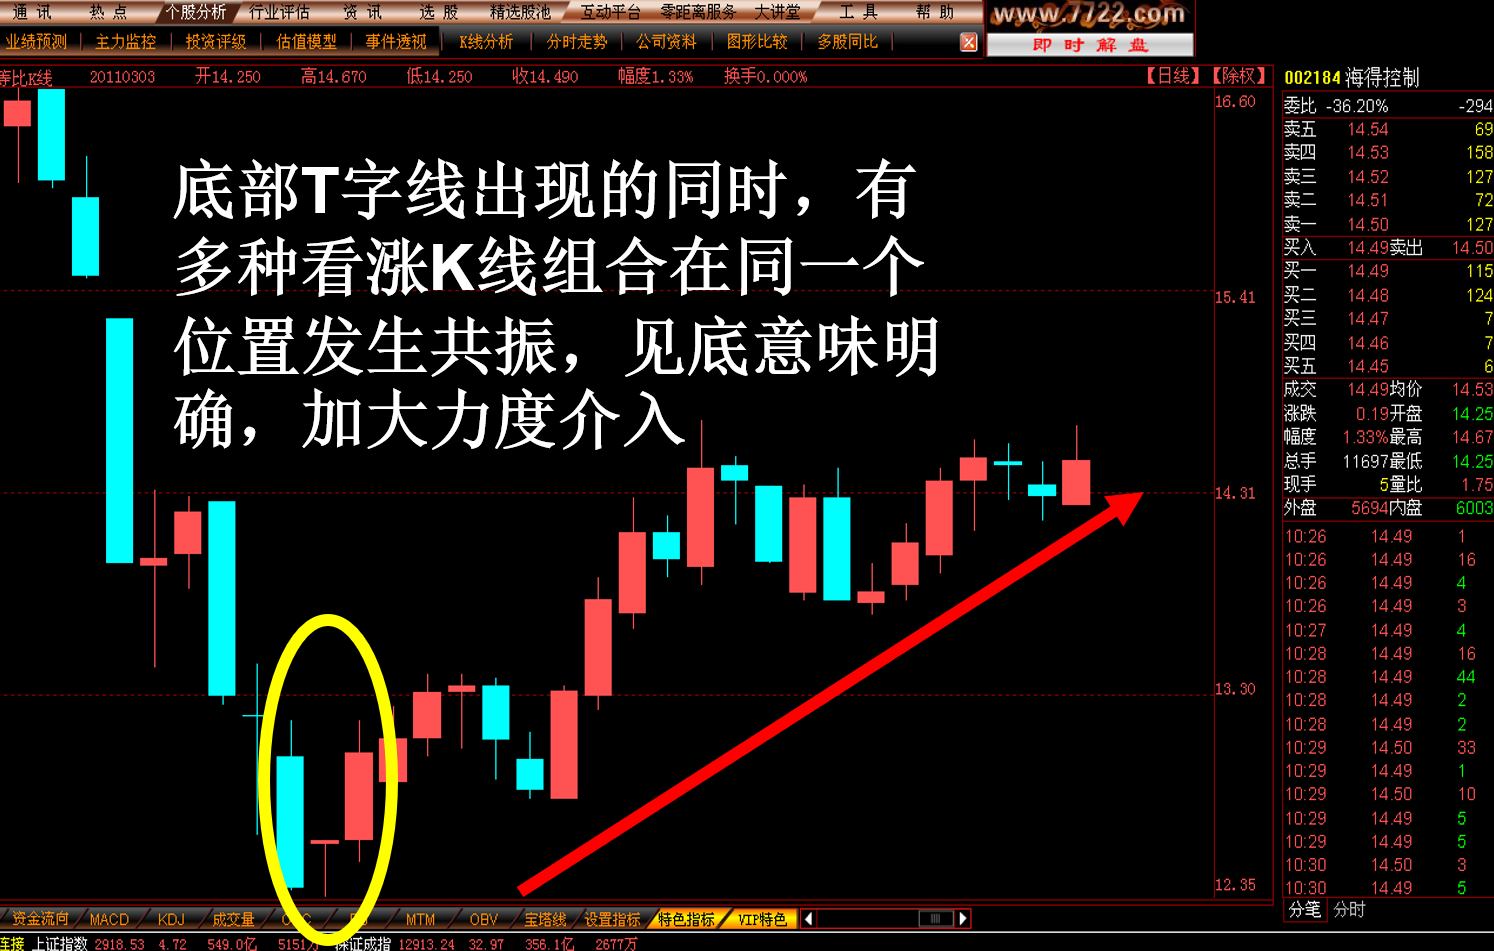 通 讯 热 点 个股分析 行业评估 资 讯 选 股 精选股池 互动平台 零距离服务 大讲堂 工 具 帮 助
www.7722.com
业绩预测 主力监控 投资评级 估值模型 事件透视 K线分析 分时走势 公司资料 图形比较 多股同比
即 时 解 盘
等比K线 20110303 开14.250 高14.670 低14.250 收14.490 幅度1.33% 换手0.000% 【日线】【除权】
002184 海得控制
16.60
15.41
14.31
13.30
12.35
底部T字线出现的同时，有
多种看涨K线组合在同一个
位置发生共振，见底意味明
确，加大力度介入
委比 -36.20% -294
卖五 14.54 69
卖四 14.53 158
卖三 14.52 127
卖二 14.51 72
卖一 14.50 127
买入 14.49 卖出 14.50
买一 14.49 115
买二 14.48 124
买三 14.47 7
买四 14.46 7
买五 14.45 6
成交 14.49 均价 14.53
涨跌 0.19 开盘 14.25
幅度 1.33% 最高 14.67
总手 11697 最低 14.25
现手 5 量比 1.75
外盘 5694 内盘 6003
10:26 14.49 1
10:26 14.49 16
10:26 14.49 4
10:26 14.49 3
10:27 14.49 4
10:28 14.49 16
10:28 14.49 44
10:28 14.49 2
10:28 14.49 2
10:29 14.50 33
10:29 14.49 1
10:29 14.50 10
10:29 14.49 5
10:29 14.49 5
10:30 14.50 3
10:30 14.49 5
分笔 分时
资金流向 MACD KDJ 成交量 MTM OBV 宝塔线 设置指标 特色指标 VIP特色
连接 上证指数 2918.53 4.72 549.0亿 5151万 深证成指 12913.24 32.97 356.1亿 2677万